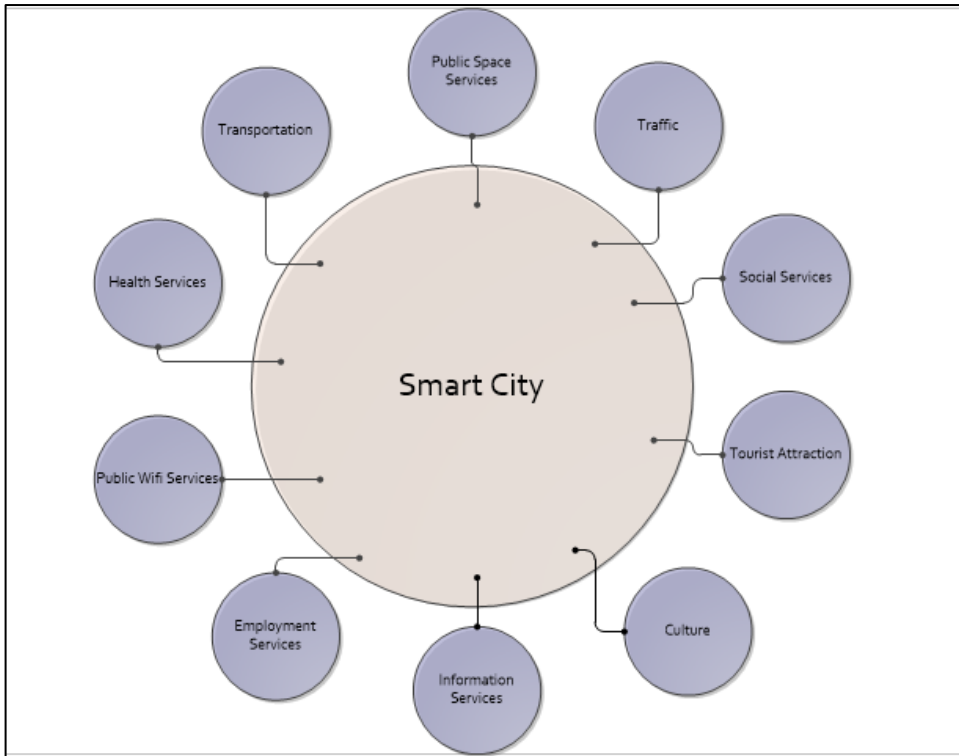 Public Space
Services
Transportation
Traffic
Health Services
Social Services
Smart City
Public Wifi Services
Tourist Attraction
Employment
Services
Culture
Information
Services